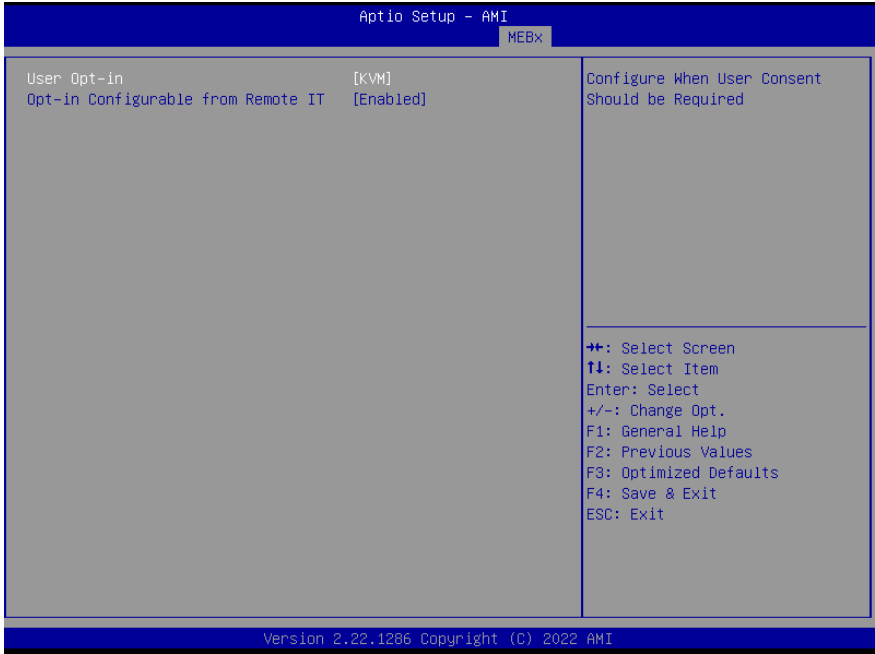 Aptio Setup – AMI
MEBx
User Opt-in [KVM]
Opt-in Configurable from Remote IT [Enabled]
Configure When User Consent
Should be Required
→←: Select Screen
↑↓: Select Item
Enter: Select
+/-: Change Opt.
F1: General Help
F2: Previous Values
F3: Optimized Defaults
F4: Save & Exit
ESC: Exit
Version 2.22.1286 Copyright (C) 2022 AMI